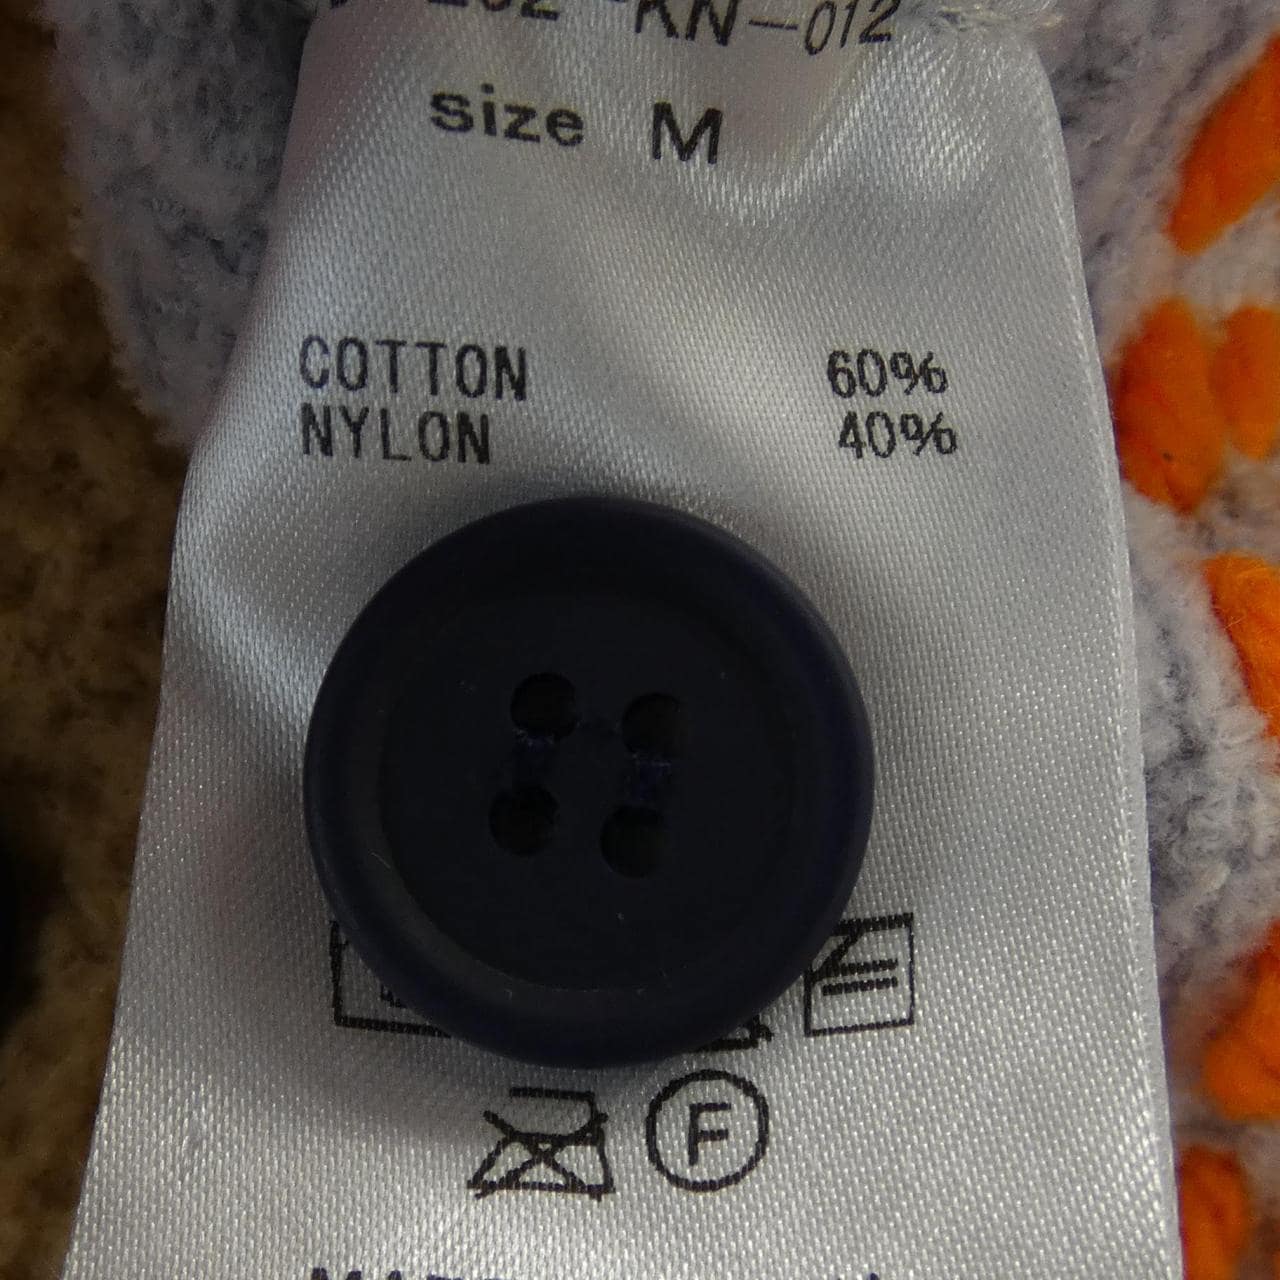 KN-012
size M
COTTON 60%
NYLON 40%
F